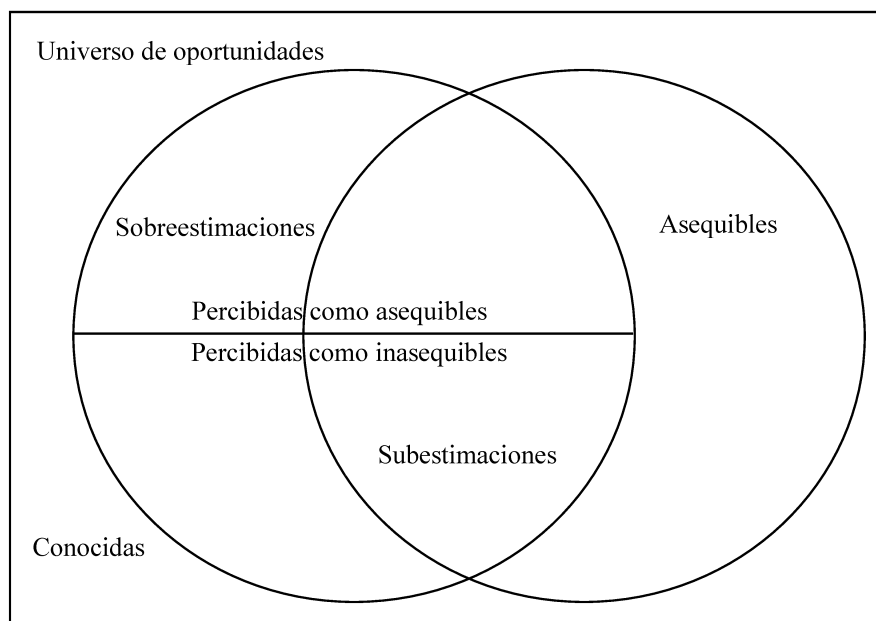 Universo de oportunidades
Sobreestimaciones
Asequibles
Percibidas como asequibles
Percibidas como inasequibles
Subestimaciones
Conocidas